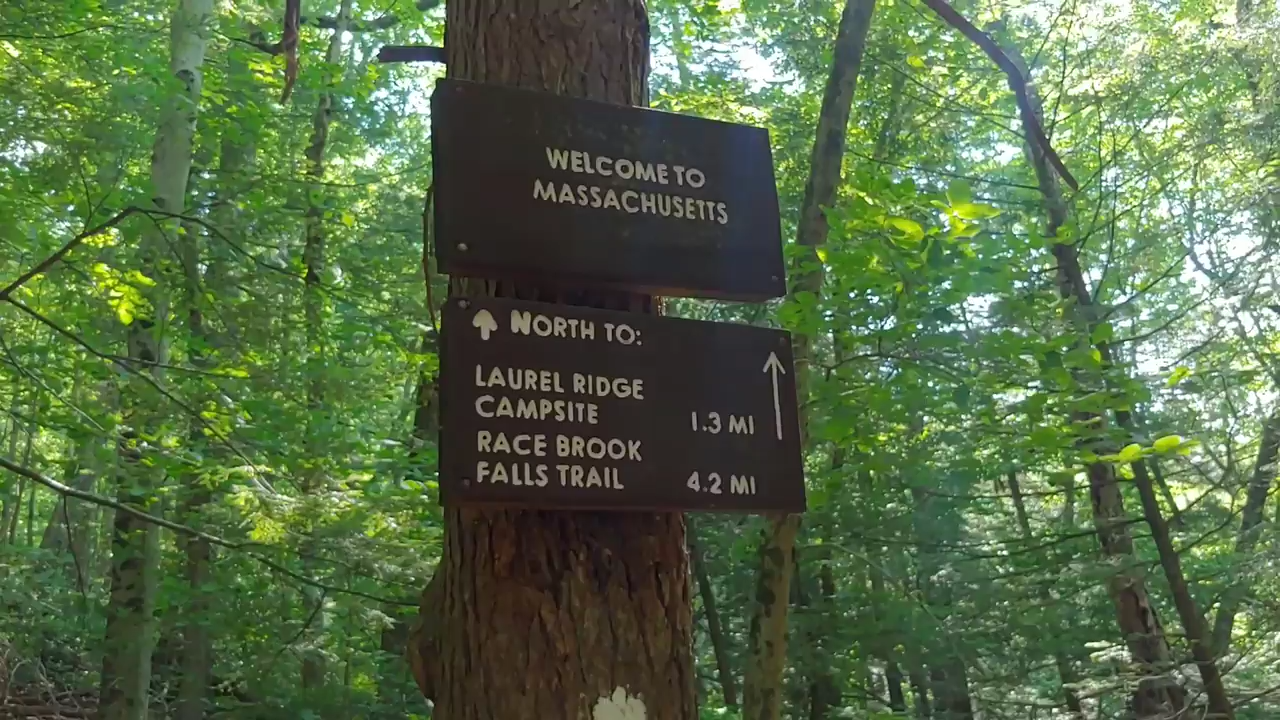 WELCOME TO
MASSACHUSETTS
NORTH TO:
LAUREL RIDGE
CAMPSITE 1.3 MI
RACE BROOK
FALLS TRAIL 4.2 MI